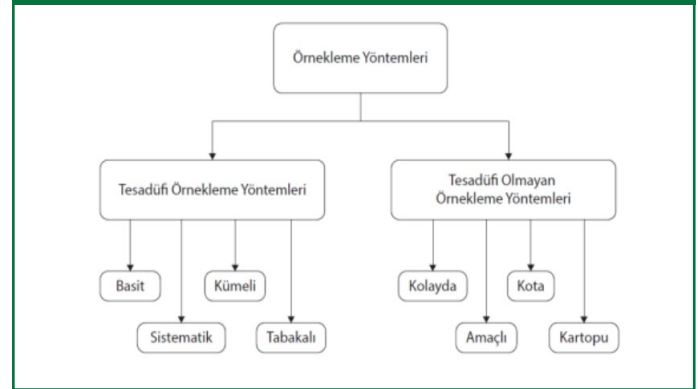 Örnekleme Yöntemleri
Tesadüfi Örnekleme Yöntemleri
Tesadüfi Olmayan
Örnekleme Yöntemleri
Basit
Kümeli
Kolayda
Kota
Sistematik
Tabakalı
Amaçlı
Kartopu